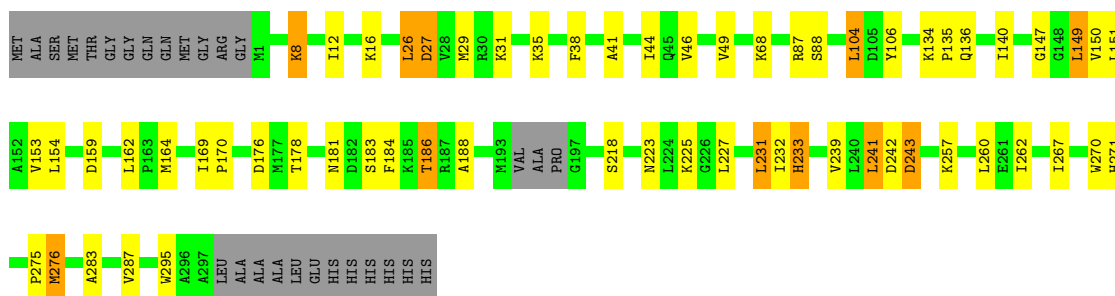 MET ALA SER MET THR GLY GLY GLN GLN MET GLY ARG GLY M1 K8 I12 K16 L26 D27 V28 M29 R30 K31 K35 F38 A41 I44 Q45 V46 V49 K68 R87 S88 L104 D105 Y106 K134 P135 Q136 I140 G147 G148 L149 V150 L151
A152 V153 L154 D159 L162 P163 M164 I169 P170 D176 M177 T178 N181 D182 S183 F184 K185 T186 R187 A188 M193 VAL ALA PRO G197 S218 N223 L224 K225 G226 L227 L231 I232 H233 V239 L240 L241 D242 D243 K257 L260 E261 I262 I267 W270 H271
P275 M276 A283 V287 W295 A296 A297 LEU ALA ALA ALA LEU GLU HIS HIS HIS HIS HIS HIS